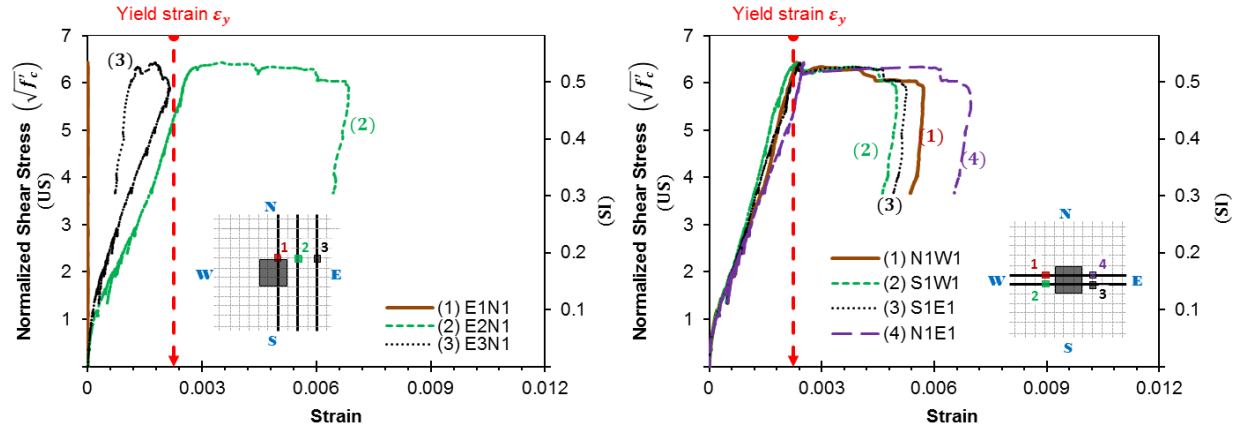 Yield strain ε_y
Normalized Shear Stress (√f'_c)
(US)
7
6
5
4
3
2
1
0
0.003
0.006
0.009
0.012
Strain
0.5
0.4
0.3
0.2
0.1
(SI)
(3)
(2)
N
W
E
S
1
2
3
(1) E1N1
(2) E2N1
(3) E3N1
Yield strain ε_y
Normalized Shear Stress (√f'_c)
(US)
7
6
5
4
3
2
1
0
0.003
0.006
0.009
0.012
Strain
0.5
0.4
0.3
0.2
0.1
(SI)
(1)
(2)
(4)
(3)
(1) N1W1
(2) S1W1
(3) S1E1
(4) N1E1
N
W
E
S
1
4
2
3